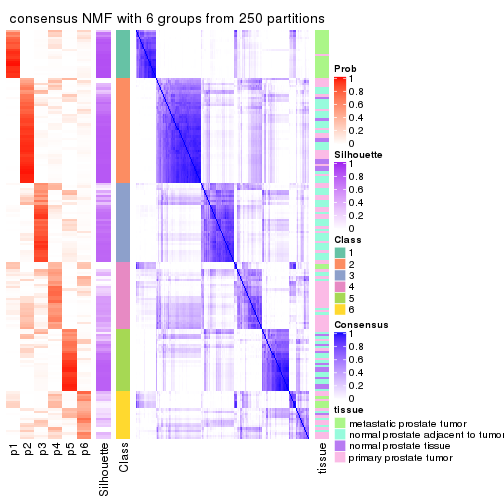 consensus NMF with 6 groups from 250 partitions
Prob
1
0.8
0.6
0.4
0.2
0
Silhouette
1
0.8
0.6
0.4
0.2
0
Class
1
2
3
4
5
6
Consensus
1
0.8
0.6
0.4
0.2
0
tissue
metastatic prostate tumor
normal prostate adjacent to tumor
normal prostate tissue
primary prostate tumor
p1
p2
p3
p4
p5
p6
Silhouette
Class
tissue